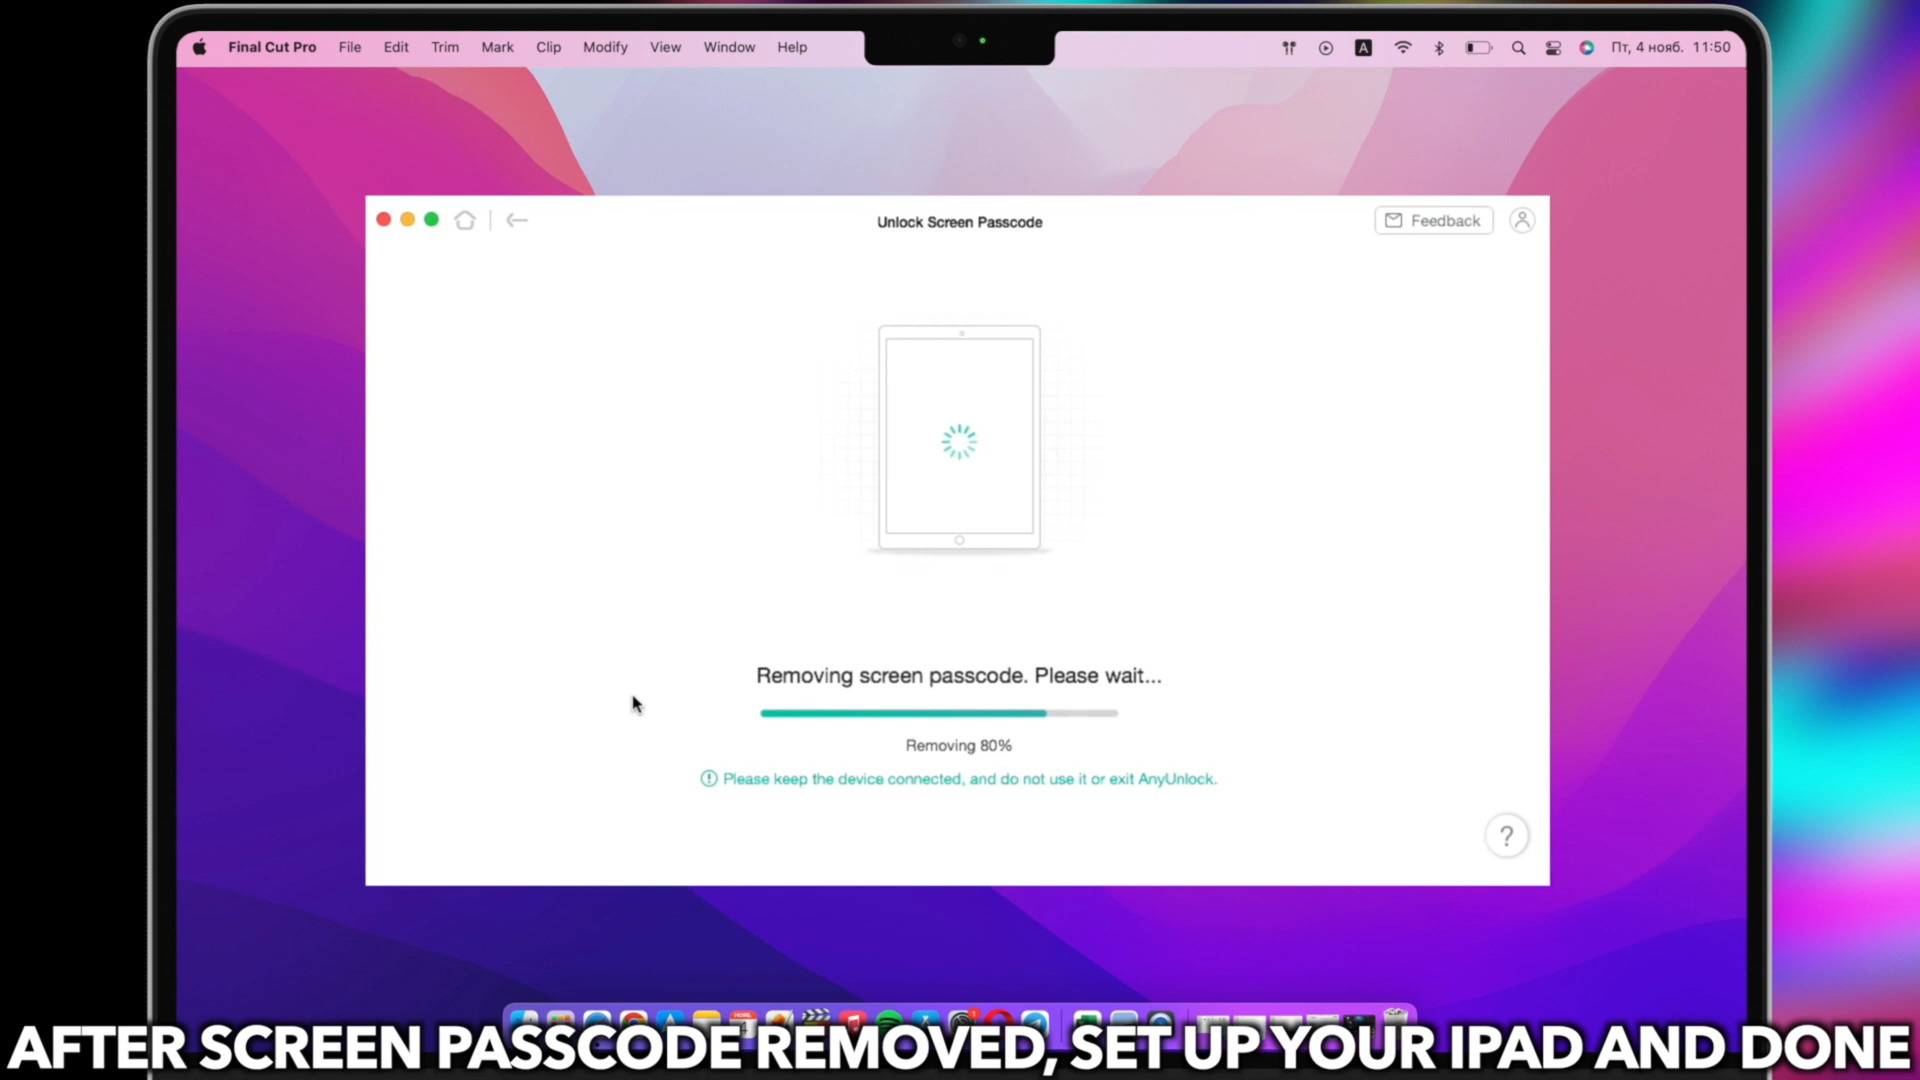 Final Cut Pro File Edit Trim Mark Clip Modify View Window Help A Пт, 4 нояб. 11:50
Unlock Screen Passcode
Feedback
Removing screen passcode. Please wait...
Removing 80%
Please keep the device connected, and do not use it or exit AnyUnlock.
?
AFTER SCREEN PASSCODE REMOVED, SET UP YOUR IPAD AND DONE